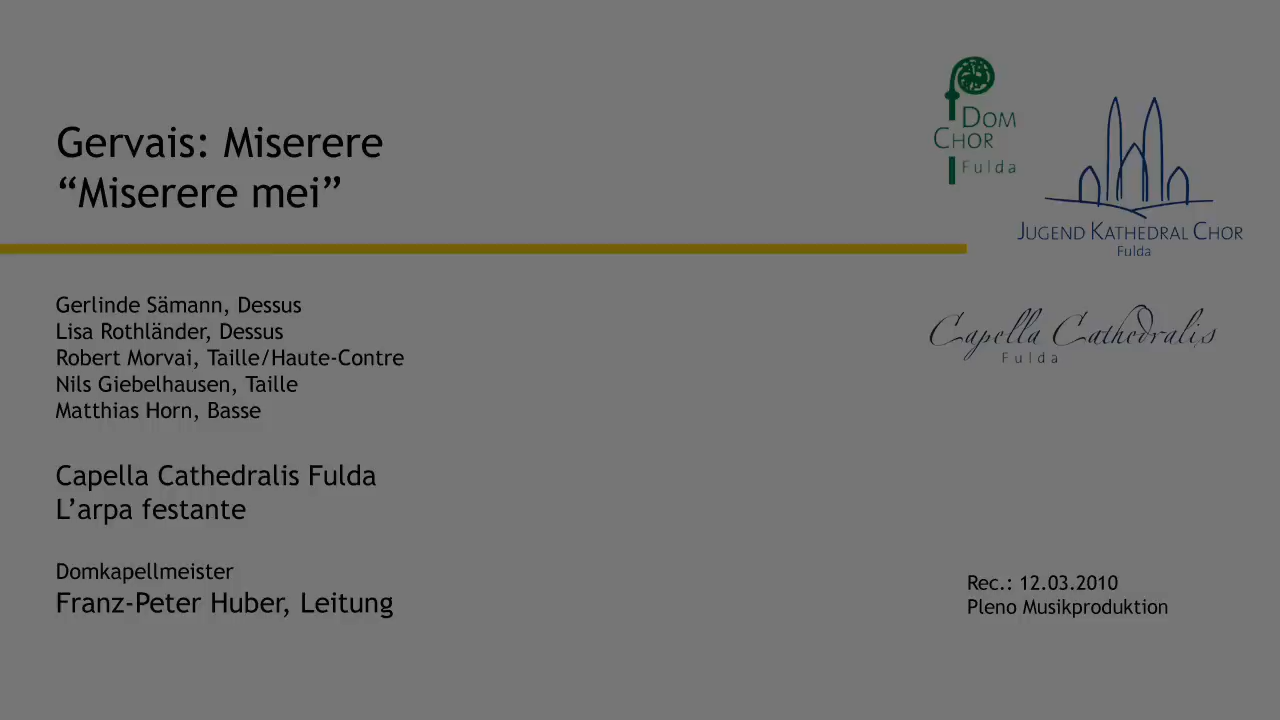 Gervais: Miserere
“Miserere mei”
DOM
CHOR
Fulda
JUGEND KATHEDRAL CHOR
Fulda
Gerlinde Sämann, Dessus
Lisa Rothländer, Dessus
Robert Morvai, Taille/Haute-Contre
Nils Giebelhausen, Taille
Matthias Horn, Basse
Capella Cathedralis
Fulda
Capella Cathedralis Fulda
L’arpa festante
Domkapellmeister
Franz-Peter Huber, Leitung
Rec.: 12.03.2010
Pleno Musikproduktion